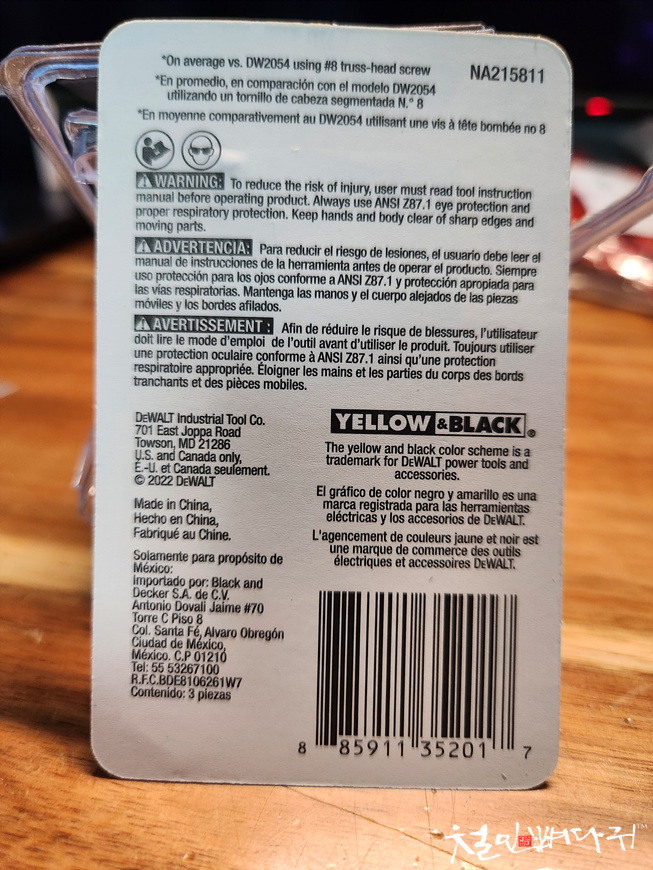 *On average vs. DW2054 using #8 truss-head screw
NA215811
*En promedio, en comparación con el modelo DW2054
utilizando un tornillo de cabeza segmentada N.° 8
*En moyenne comparativement au DW2054 utilisant une vis à tête bombée no 8
WARNING: To reduce the risk of injury, user must read tool instruction
manual before operating product. Always use ANSI Z87.1 eye protection and
proper respiratory protection. Keep hands and body clear of sharp edges and
moving parts.
ADVERTENCIA: Para reducir el riesgo de lesiones, el usuario debe leer el
manual de instrucciones de la herramienta antes de operar el producto. Siempre
uso protección para los ojos conforme a ANSI Z87.1 y protección apropiada para
las vías respiratorias. Mantenga las manos y el cuerpo alejados de las piezas
móviles y los bordes afilados.
AVERTISSEMENT : Afin de réduire le risque de blessures, l'utilisateur
doit lire le mode d'emploi de l'outil avant d'utiliser le produit. Toujours utiliser
une protection oculaire conforme à ANSI Z87.1 ainsi qu'une protection
respiratoire appropriée. Éloigner les mains et les parties du corps des bords
tranchants et des pièces mobiles.
DEWALT Industrial Tool Co.
701 East Joppa Road
Towson, MD 21286
U.S. and Canada only,
É.-U. et Canada seulement.
© 2022 DEWALT
Made in China,
Hecho en China,
Fabriqué au Chine.
Solamente para propósito de
México:
Importado por: Black and
Decker S.A. de C.V.
Antonio Dovali Jaime #70
Torre C Piso 8
Col. Santa Fé, Alvaro Obregón
Ciudad de México,
México. C.P 01210
Tel: 55 53267100
R.F.C.BDE8106261W7
Contenido: 3 piezas
YELLOW &BLACK®
The yellow and black color scheme is a
trademark for DEWALT power tools and
accessories.
El gráfico de color negro y amarillo es una
marca registrada para las herramientas
eléctricas y los accesorios de DEWALT.
L'agencement de couleurs jaune et noir est
une marque de commerce des outils
électriques et accessoires DEWALT.
8 85911 35201 7
철인뼈다귀™